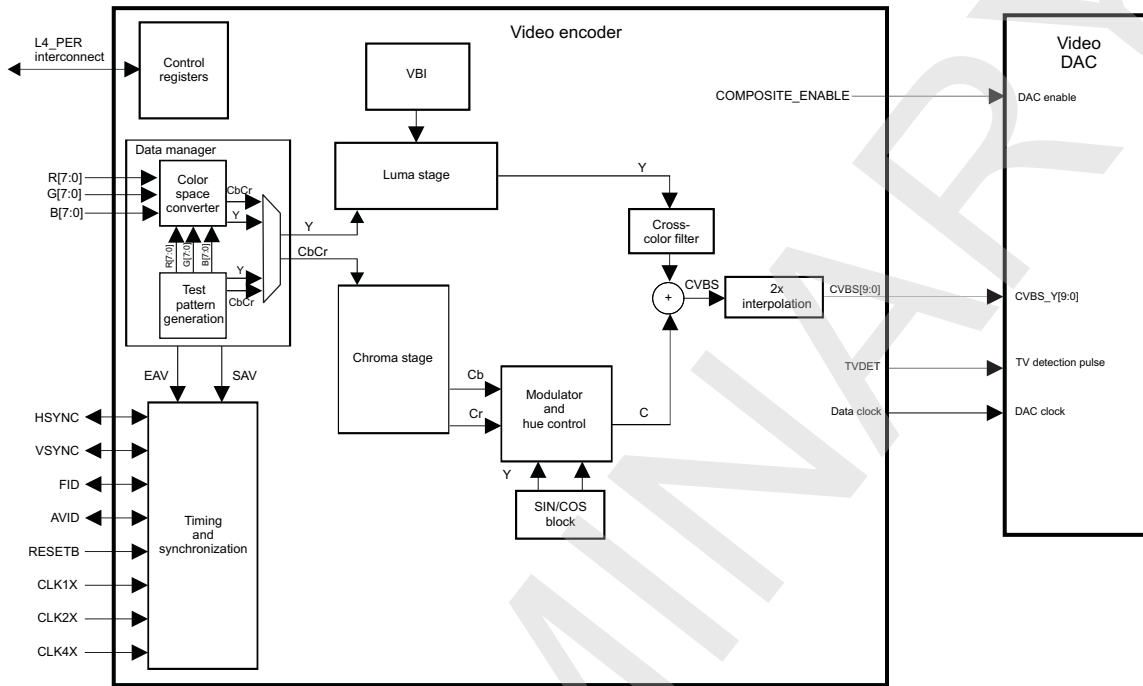 Video encoder
Video
DAC
L4_PER
interconnect
Control
registers
VBI
COMPOSITE_ENABLE
DAC enable
Data manager
R[7:0]
G[7:0]
B[7:0]
Color
space
converter
CbCr
Y
R[7:0]
G[7:0]
B[7:0]
Test
pattern
generation
Y
CbCr
Y
CbCr
Luma stage
Y
Cross-
color filter
+
CVBS
2x
interpolation
CVBS[9:0]
CVBS_Y[9:0]
Chroma stage
Cb
Cr
Modulator
and
hue control
C
Y
SIN/COS
block
TVDET
TV detection pulse
Data clock
DAC clock
EAV
SAV
HSYNC
VSYNC
FID
AVID
RESETB
CLK1X
CLK2X
CLK4X
Timing
and
synchronization
MINARY